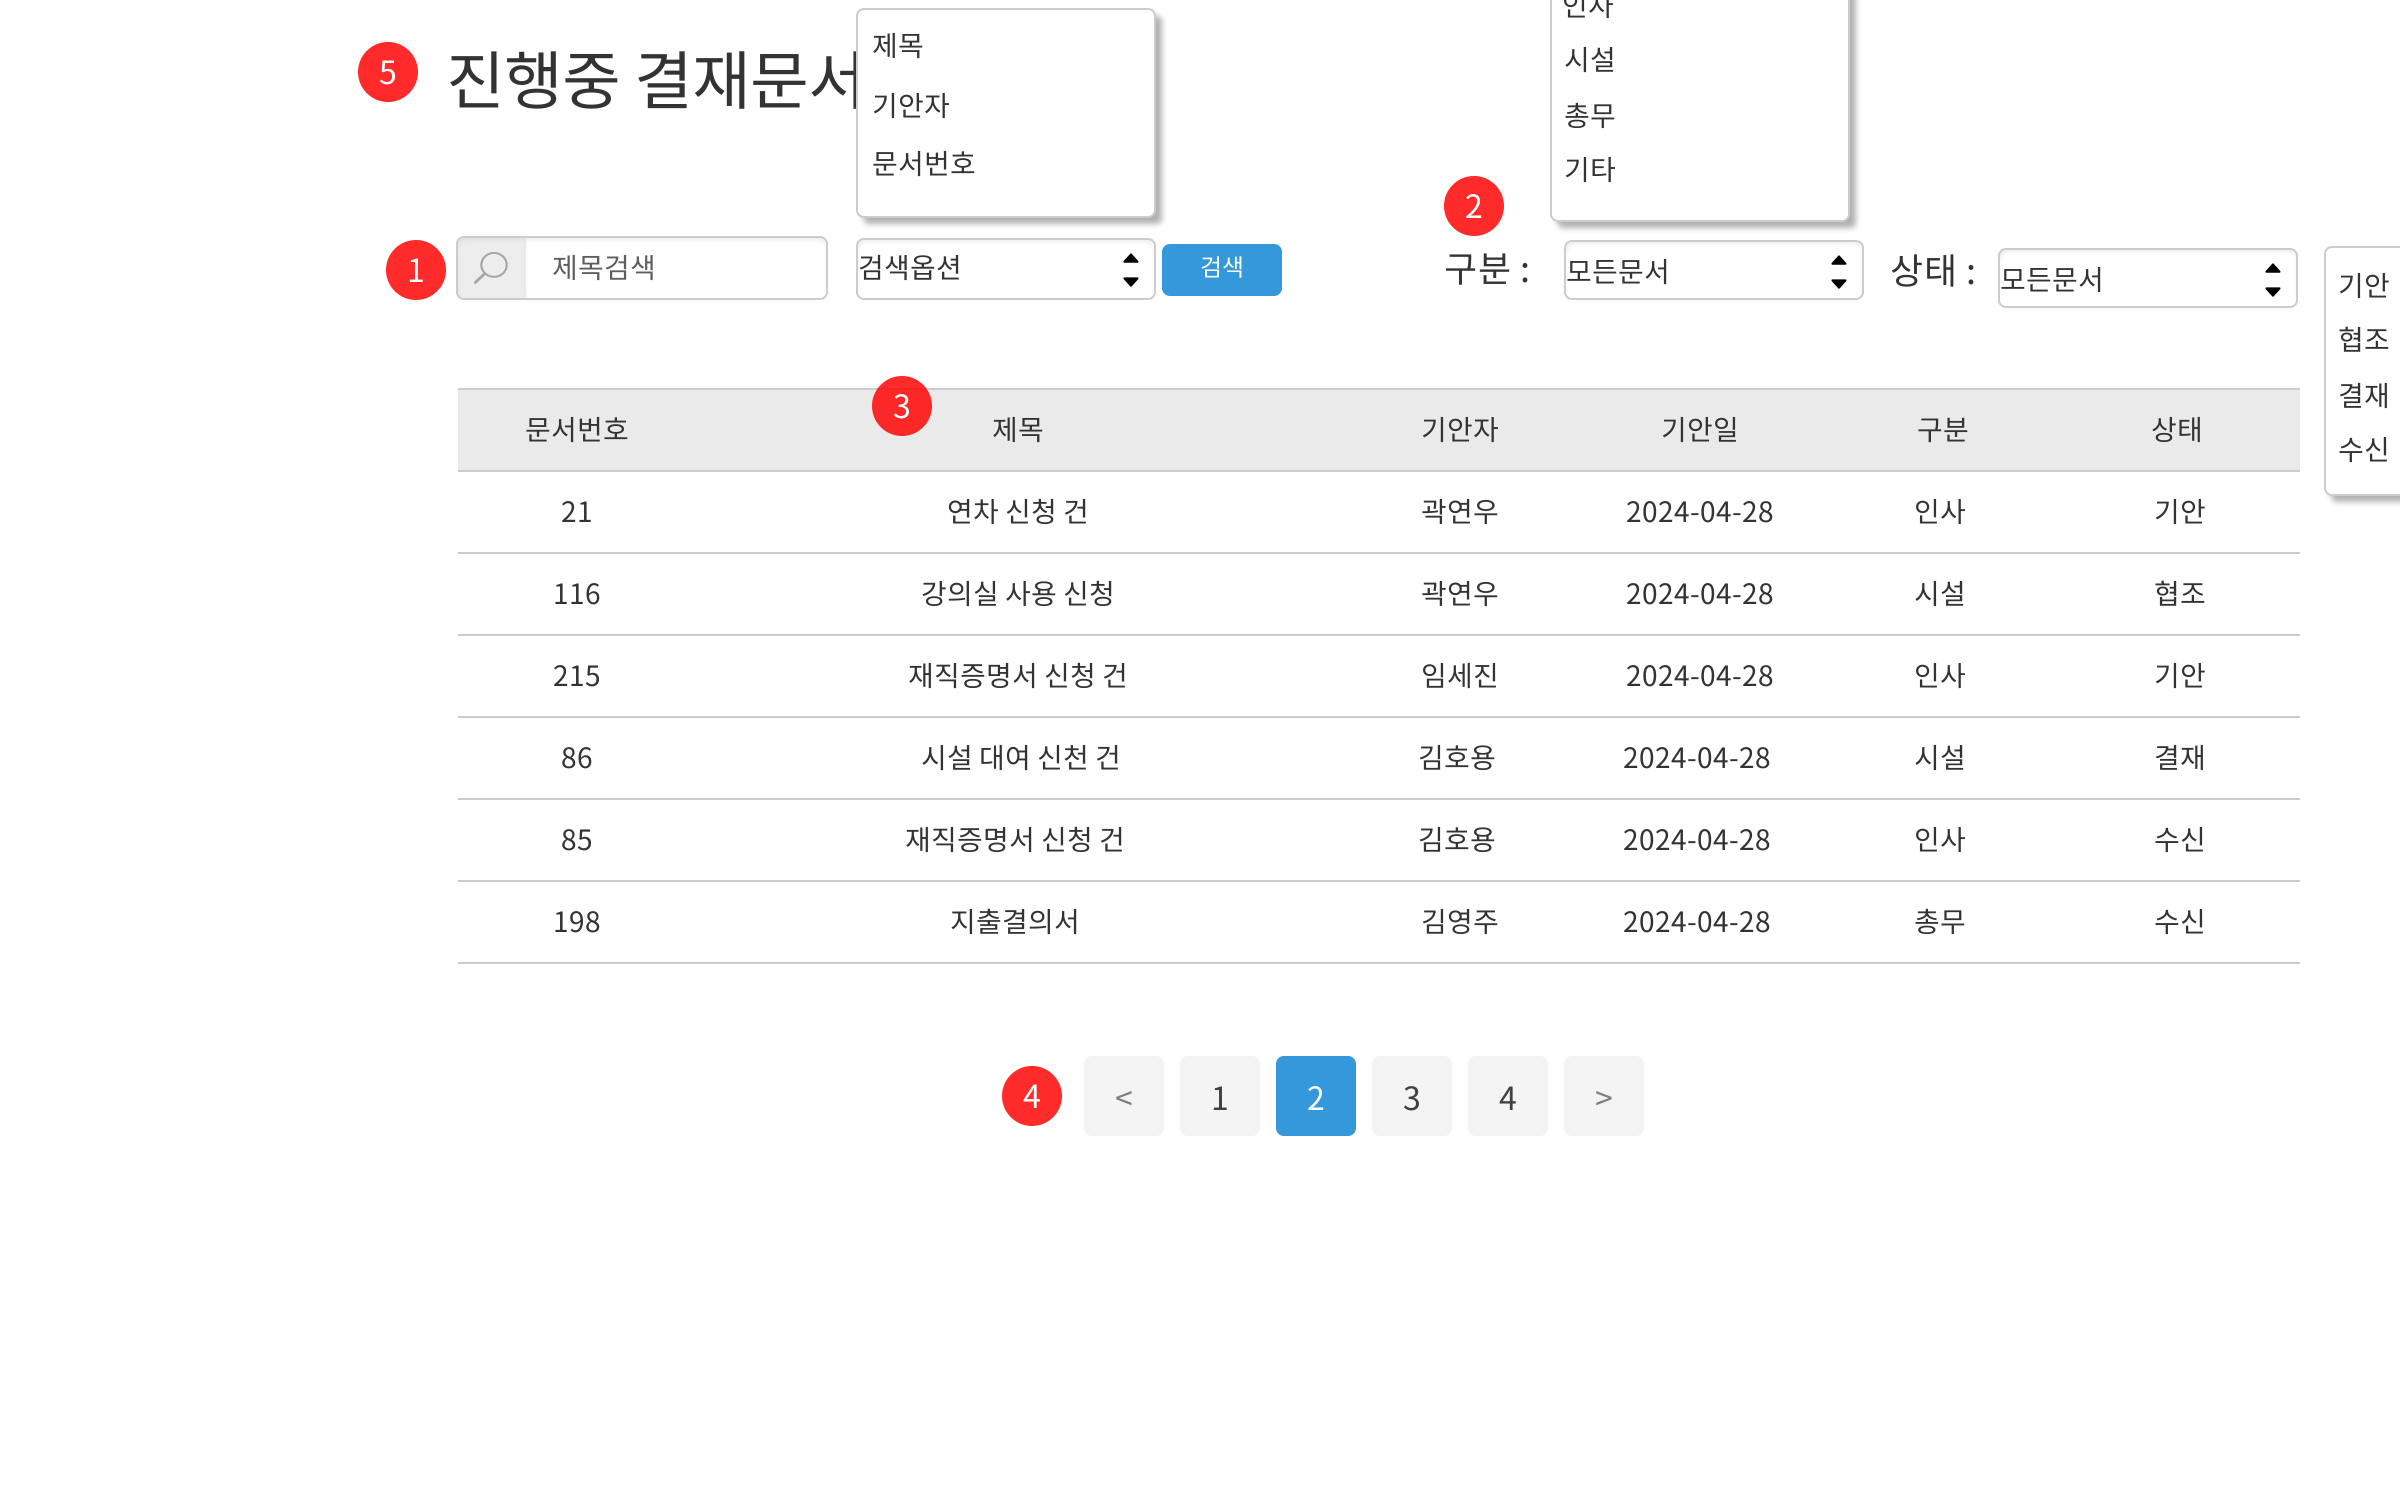 제목
기안자
문서번호
인사
시설
총무
기타
5
진행중 결재문서
2
1
제목검색
검색옵션
검색
구분 :
모든문서
상태 :
모든문서
기안
협조
결재
수신
3
문서번호 제목 기안자 기안일 구분 상태
21 연차 신청 건 곽연우 2024-04-28 인사 기안
116 강의실 사용 신청 곽연우 2024-04-28 시설 협조
215 재직증명서 신청 건 임세진 2024-04-28 인사 기안
86 시설 대여 신천 건 김호용 2024-04-28 시설 결재
85 재직증명서 신청 건 김호용 2024-04-28 인사 수신
198 지출결의서 김영주 2024-04-28 총무 수신
4
< 1 2 3 4 >